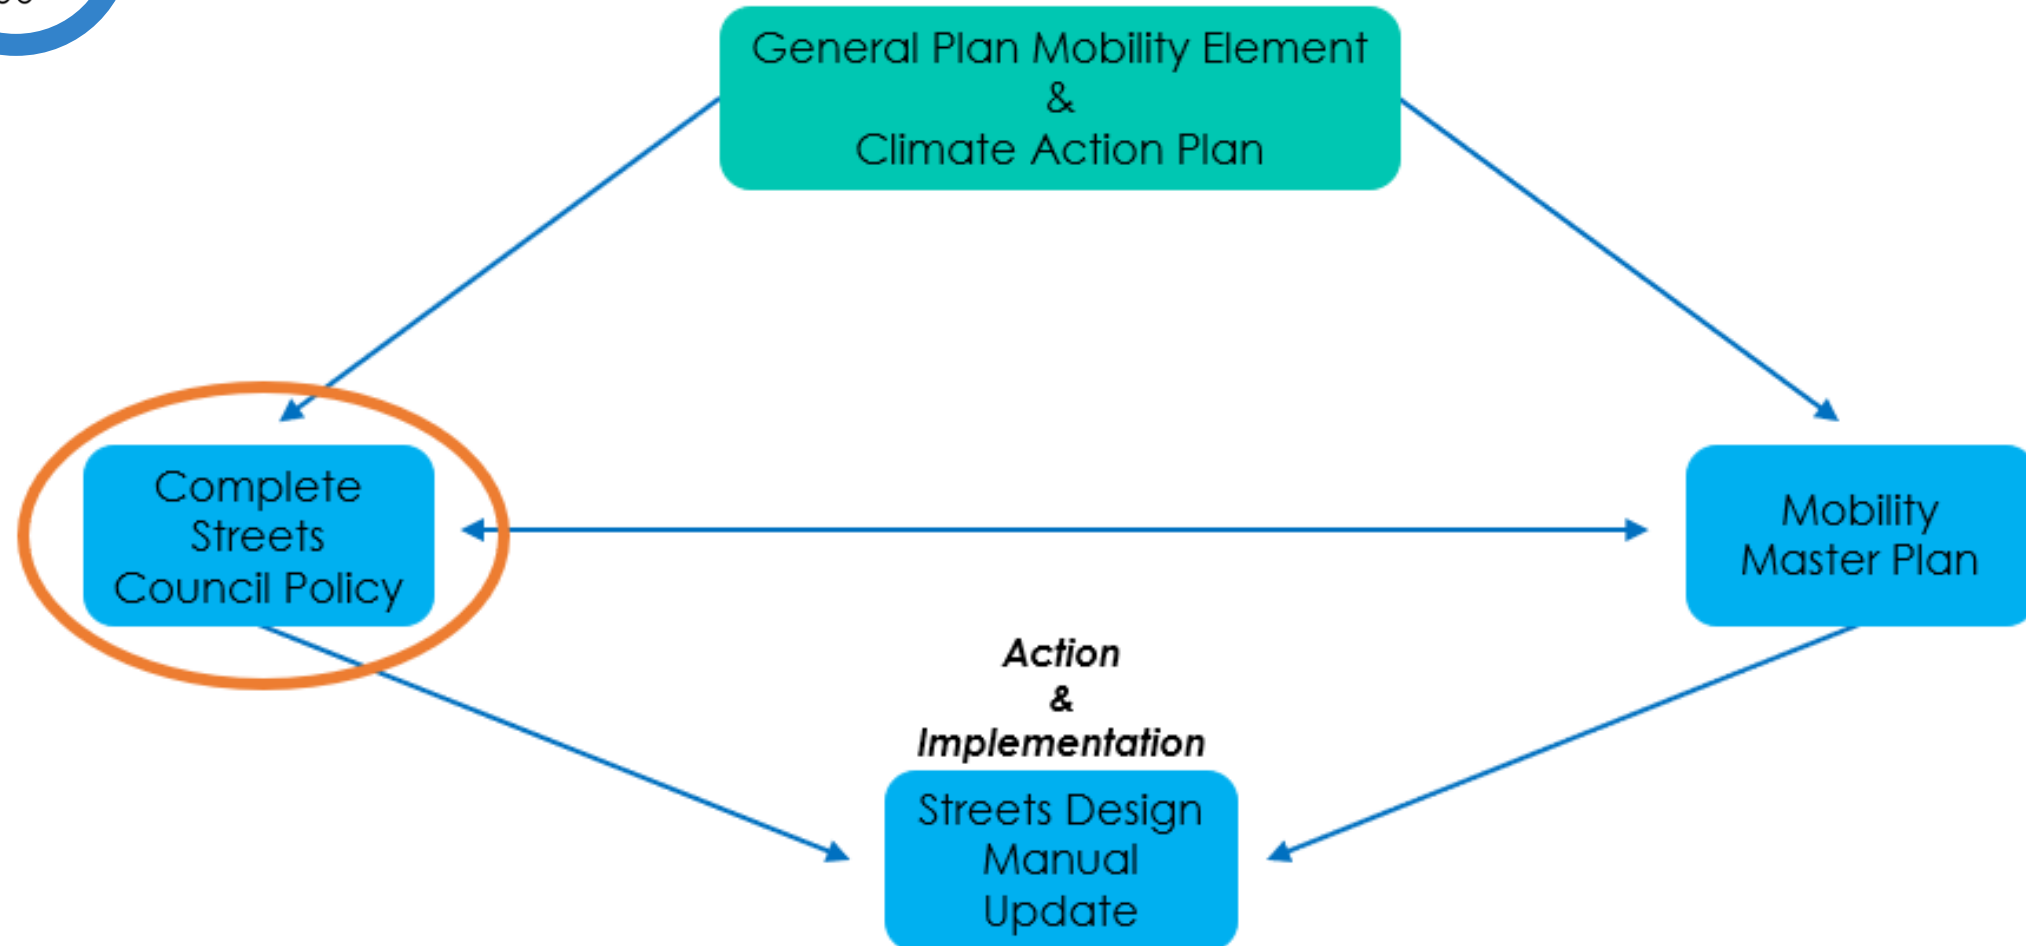 General Plan Mobility Element
&
Climate Action Plan
Complete
Streets
Council Policy
Mobility
Master Plan
Action
&
Implementation
Streets Design
Manual
Update